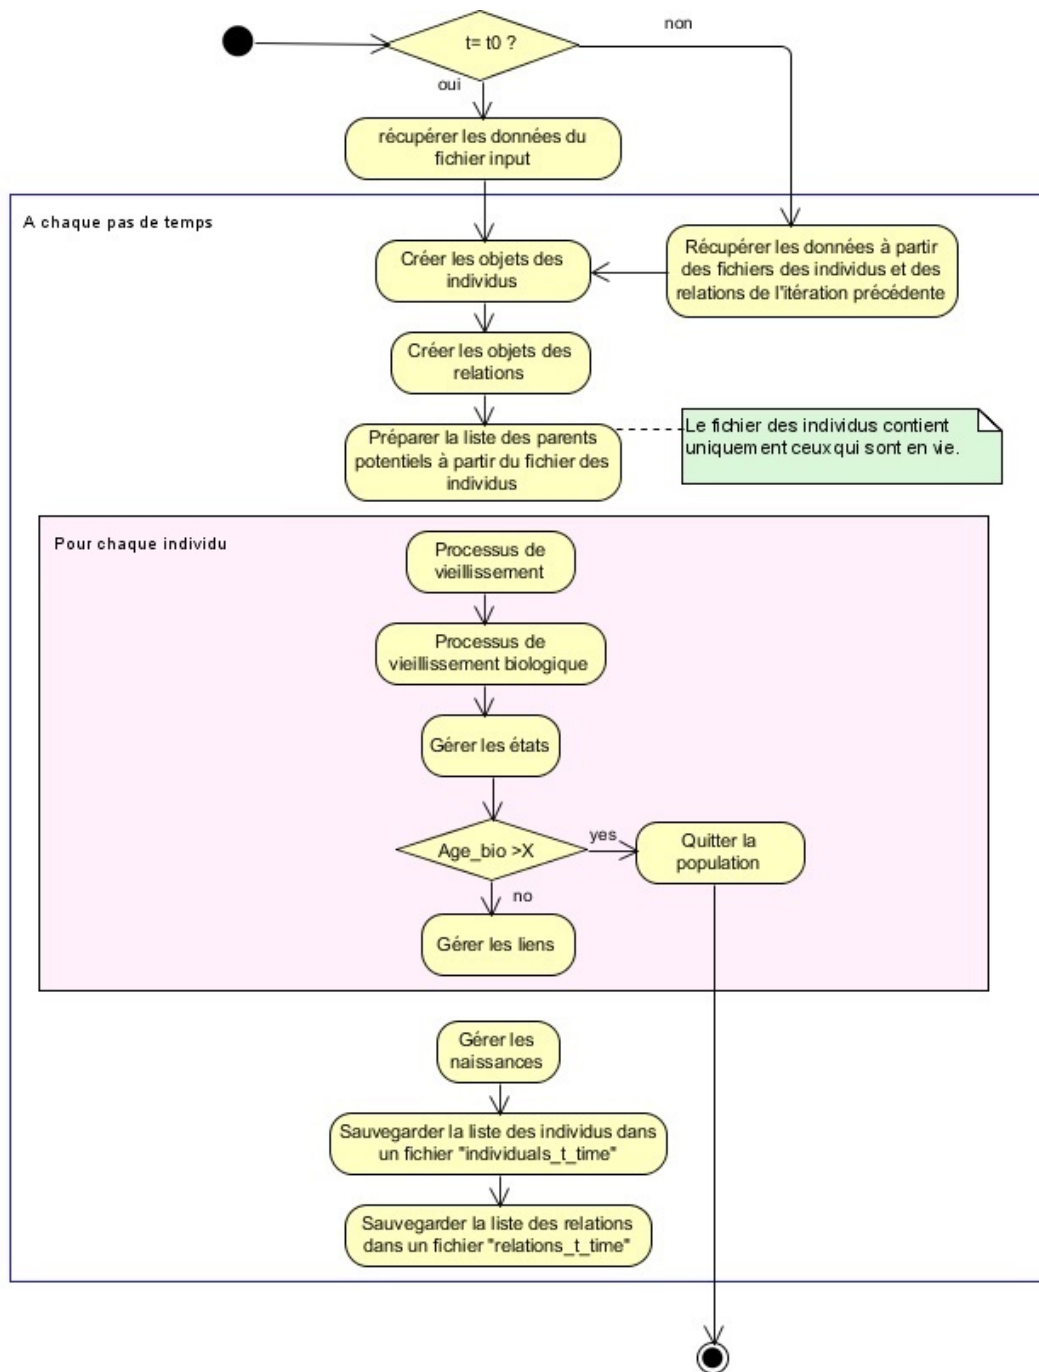 non
t= t0 ?
oui
récupérer les données du
fichier input
A chaque pas de temps
Créer les objets des
individus
Récupérer les données à partir
des fichiers des individus et des
relations de l'itération précédente
Créer les objets des
relations
Préparer la liste des parents
potentiels à partir du fichier des
individus
Le fichier des individus contient
uniquement ceux qui sont en vie.
Pour chaque individu
Processus de
vieillissement
Processus de
vieillissement biologique
Gérer les états
Age_bio >X
yes
Quitter la
population
no
Gérer les liens
Gérer les
naissances
Sauvegarder la liste des individus dans
un fichier "individuals_t_time"
Sauvegarder la liste des relations
dans un fichier "relations_t_time"